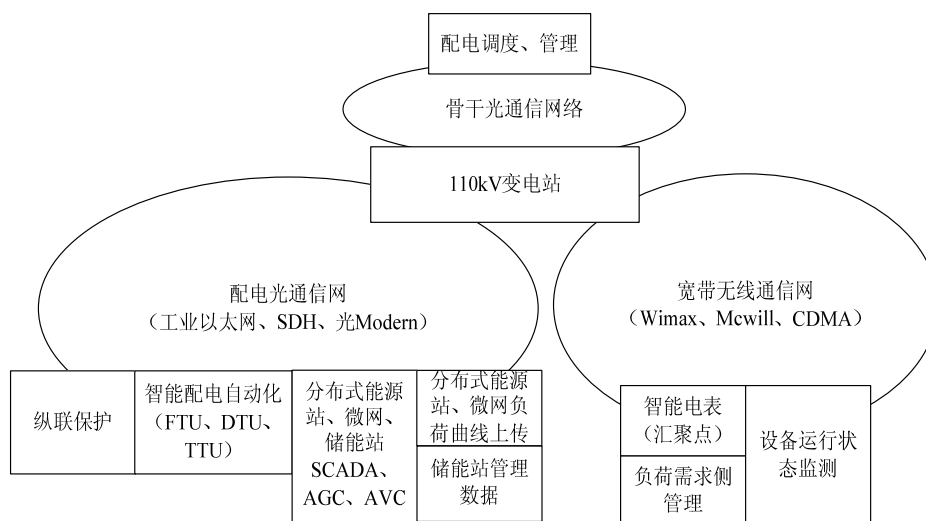 配电调度、管理
骨干光通信网络
110kV变电站
配电光通信网
（工业以太网、SDH、光Modern）
宽带无线通信网
（Wimax、Mcwill、CDMA）
纵联保护
智能配电自动化
（FTU、DTU、
TTU）
分布式能源
站、微网、
储能站
SCADA、
AGC、AVC
分布式能源
站、微网负
荷曲线上传
储能站管理
数据
智能电表
（汇聚点）
负荷需求侧
管理
设备运行状
态监测